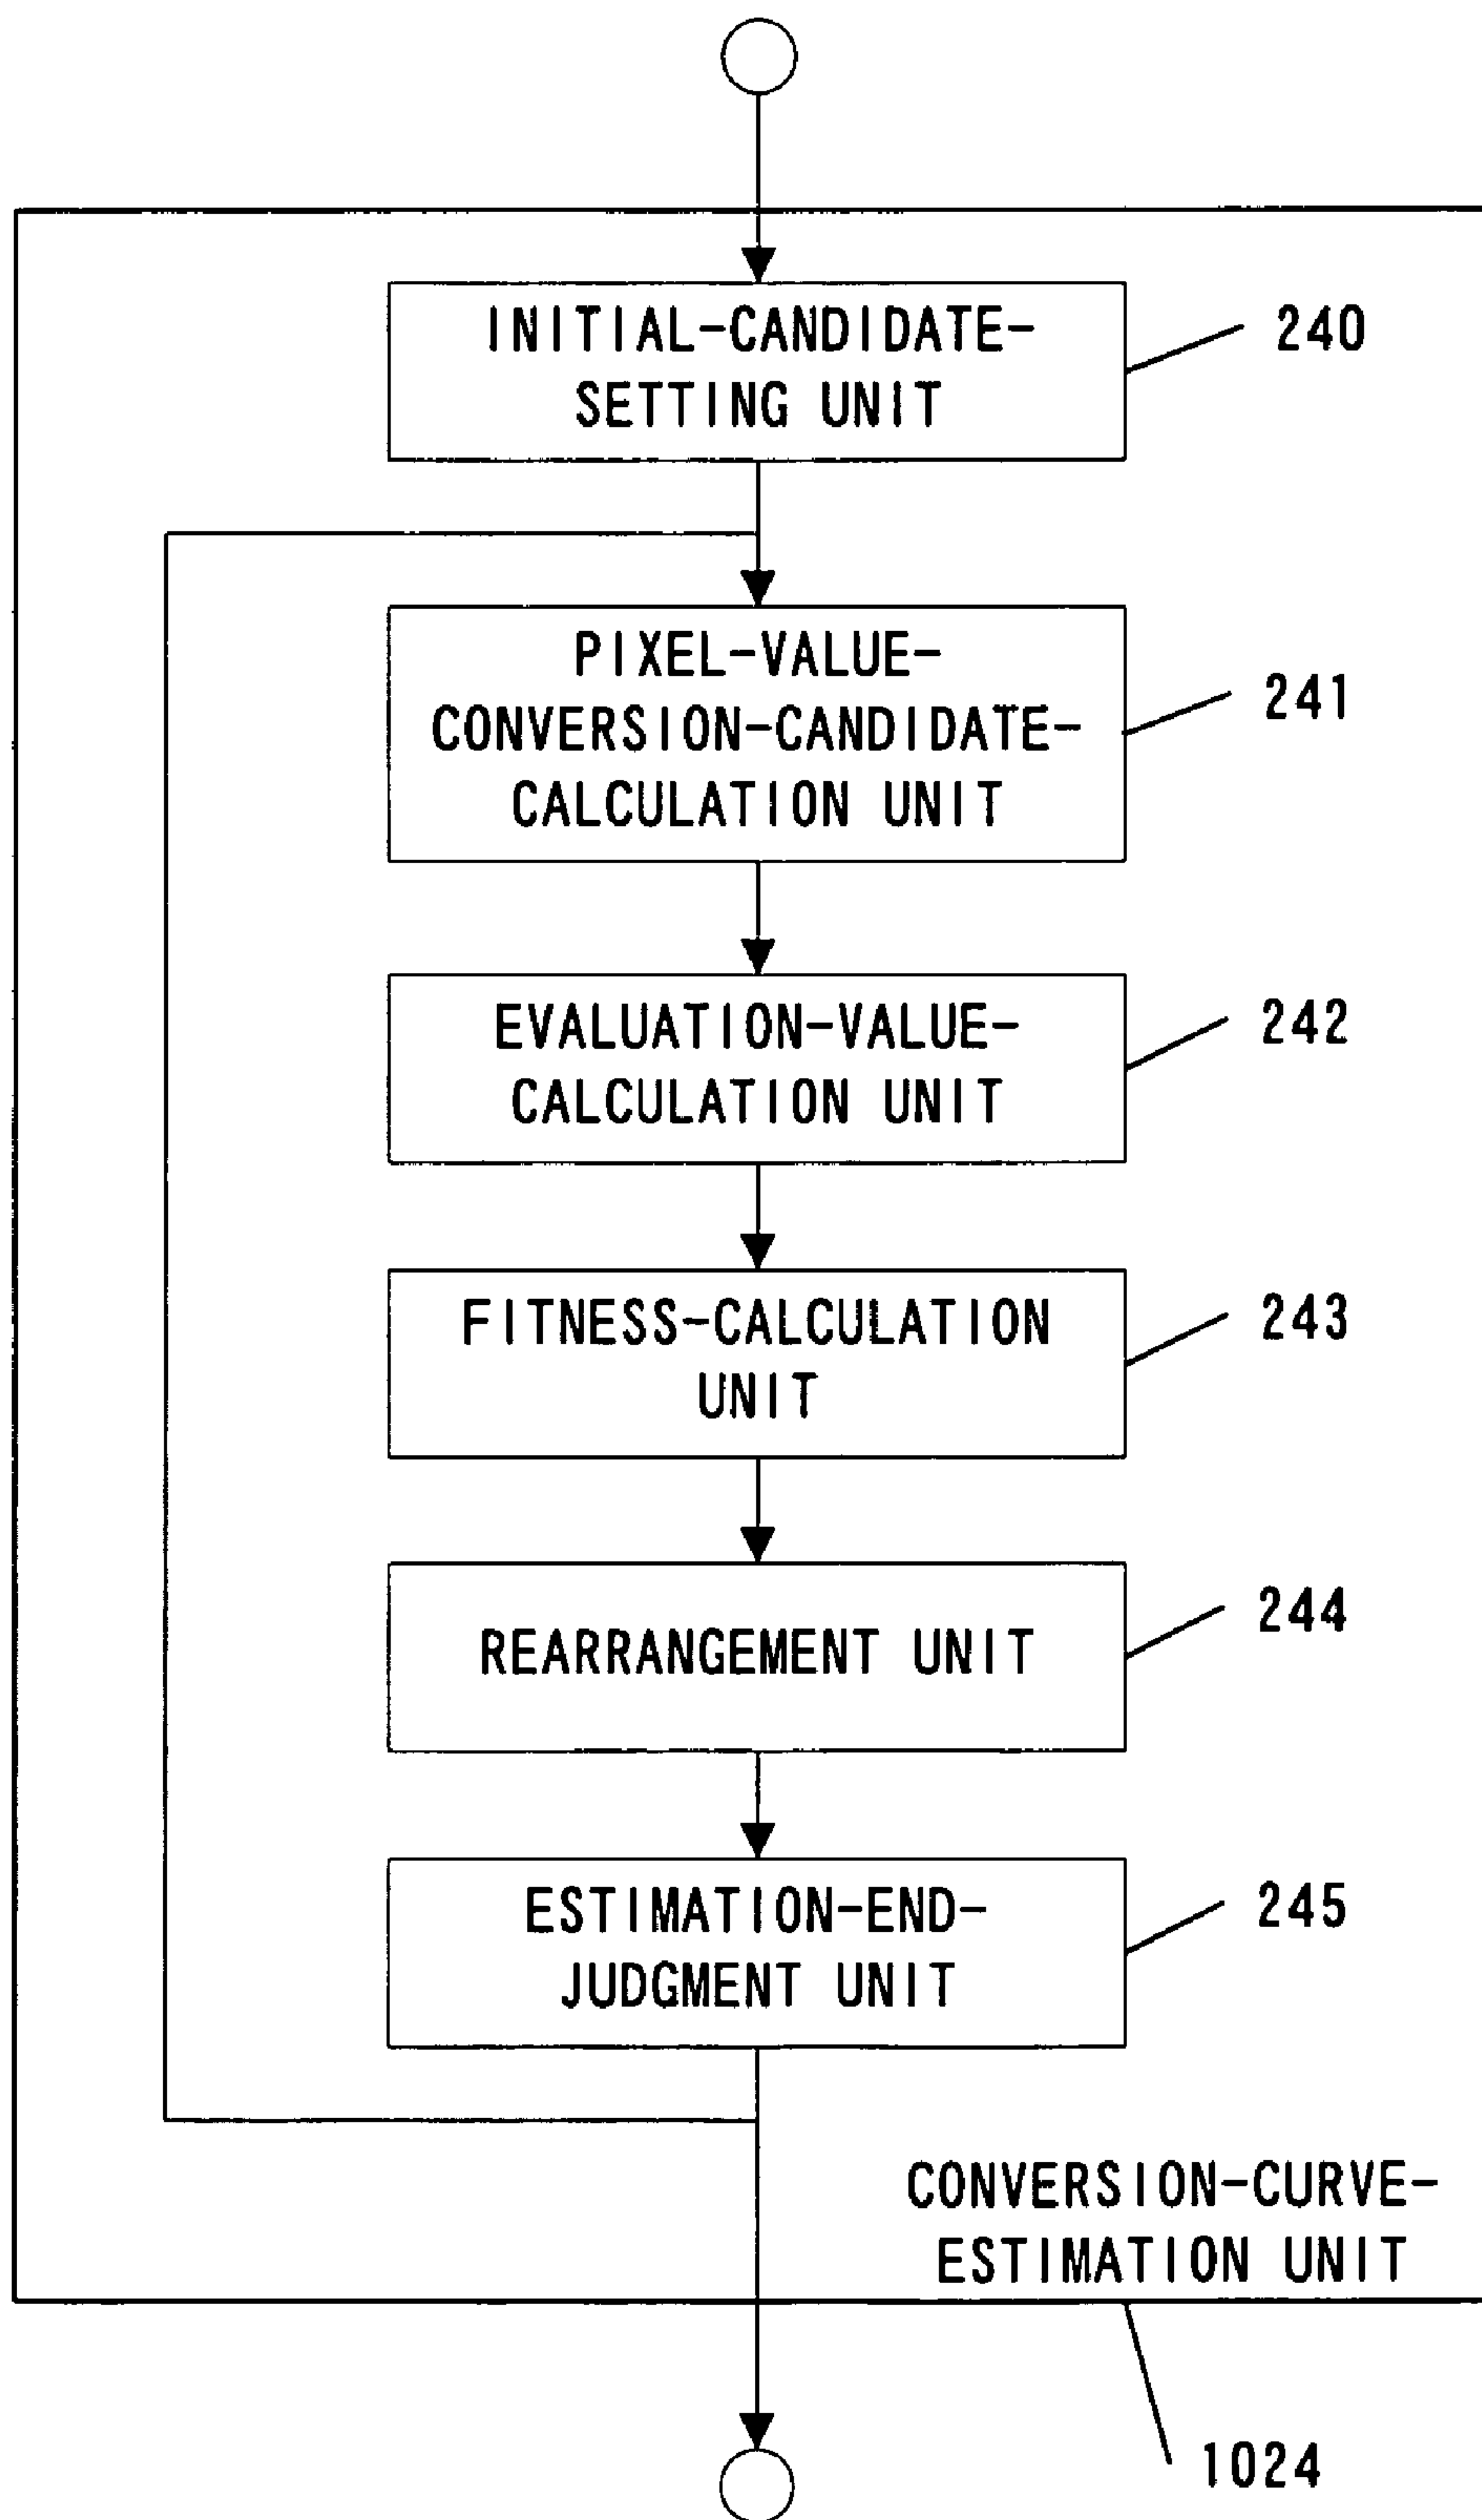 INITIAL-CANDIDATE-
SETTING UNIT
240
PIXEL-VALUE-
CONVERSION-CANDIDATE-
CALCULATION UNIT
241
EVALUATION-VALUE-
CALCULATION UNIT
242
FITNESS-CALCULATION
UNIT
243
REARRANGEMENT UNIT
244
ESTIMATION-END-
JUDGMENT UNIT
245
CONVERSION-CURVE-
ESTIMATION UNIT
1024